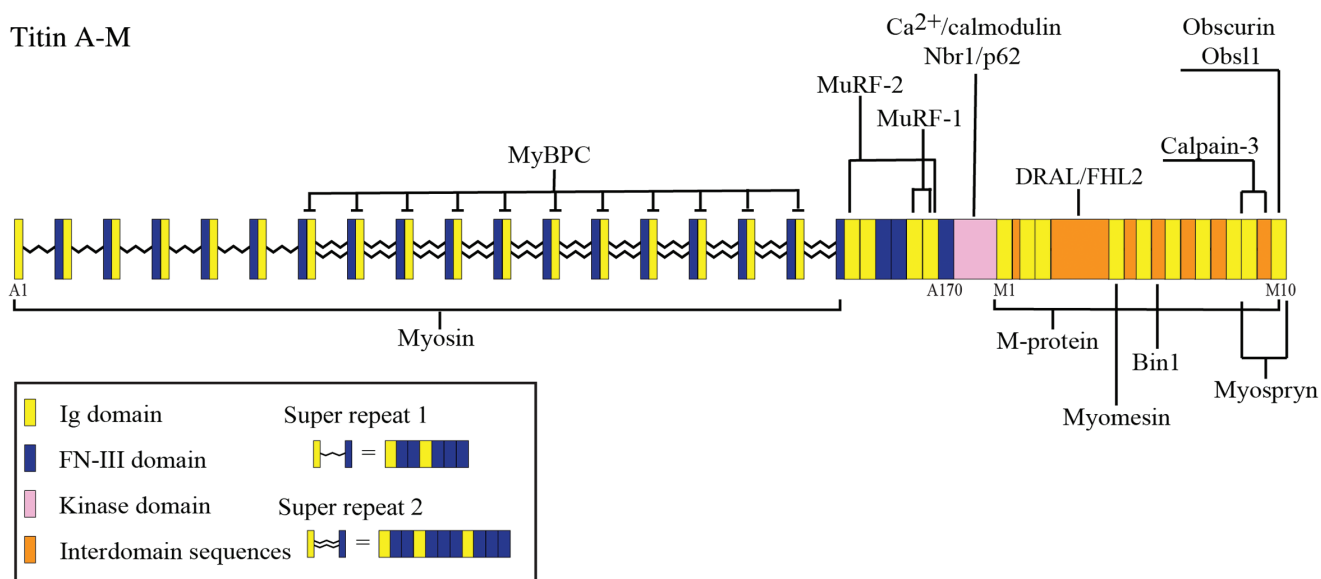 Titin A-M
Ca2+/calmodulin
Nbr1/p62
Obscurin
Obsl1
MuRF-2
MuRF-1
MyBPC
Calpain-3
DRAL/FHL2
A1
A170
M1
M10
Myosin
M-protein
Bin1
Myospryn
Myomesin
Ig domain
FN-III domain
Kinase domain
Interdomain sequences
Super repeat 1
=
Super repeat 2
=